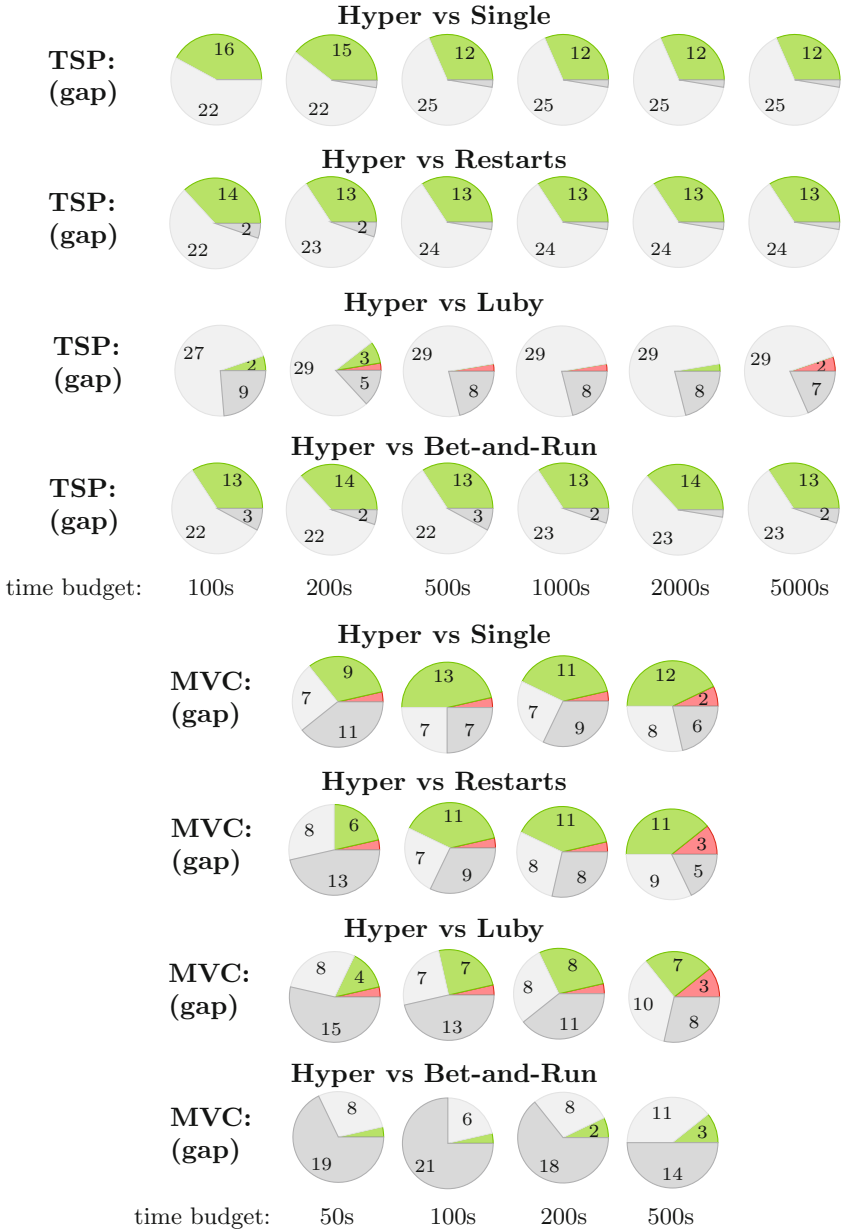 Hyper vs Single
TSP: (gap)
16 22
15 22
12 25
12 25
12 25
12 25
Hyper vs Restarts
TSP: (gap)
14 2 22
13 2 23
13 24
13 24
13 24
13 24
Hyper vs Luby
TSP: (gap)
27 2 9
29 3 5
29 8
29 8
29 8
29 2 7
Hyper vs Bet-and-Run
TSP: (gap)
13 3 22
14 2 22
13 3 22
13 2 23
14 23
13 2 23
time budget: 100s 200s 500s 1000s 2000s 5000s
Hyper vs Single
MVC: (gap)
9 7 11
13 7 7
11 7 9
12 2 8 6
Hyper vs Restarts
MVC: (gap)
8 6 13
11 7 9
11 8 8
11 3 9 5
Hyper vs Luby
MVC: (gap)
8 4 15
7 7 13
8 8 11
7 3 10 8
Hyper vs Bet-and-Run
MVC: (gap)
8 19
6 21
8 2 18
11 3 14
time budget: 50s 100s 200s 500s